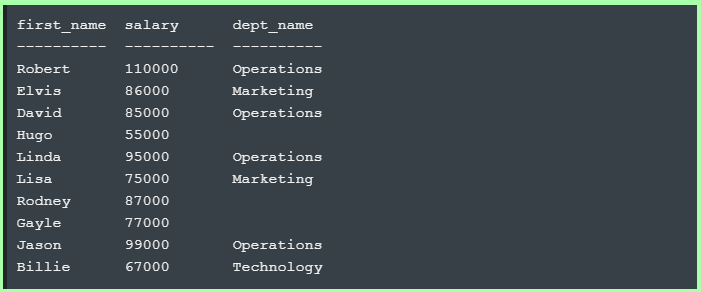 first_name  salary      dept_name
----------  ----------  ----------
Robert      110000      Operations
Elvis       86000       Marketing
David       85000       Operations
Hugo        55000
Linda       95000       Operations
Lisa        75000       Marketing
Rodney      87000
Gayle       77000
Jason       99000       Operations
Billie      67000       Technology